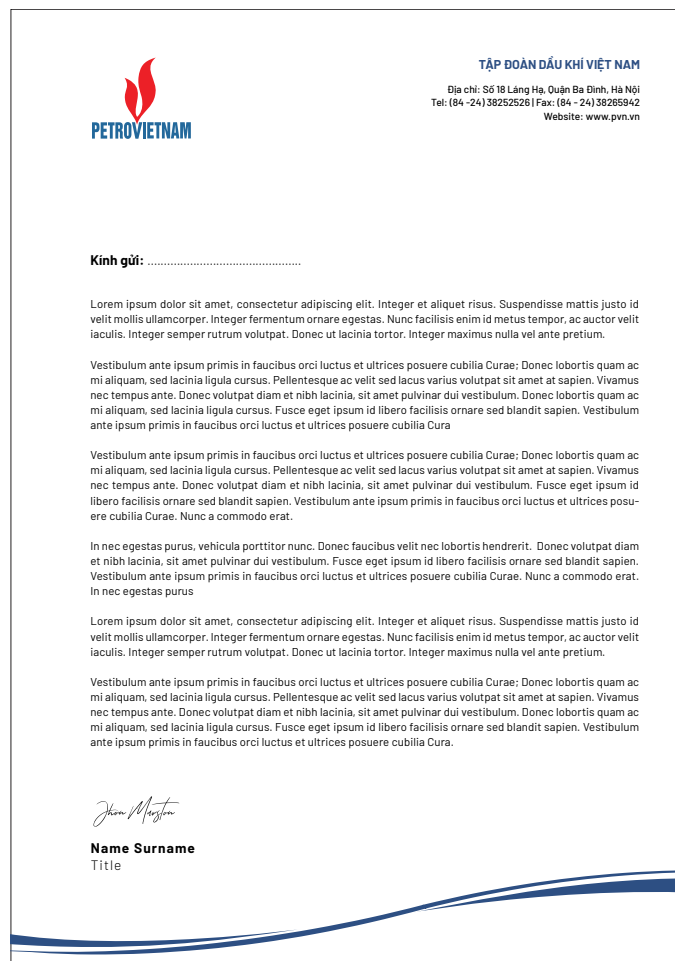 PETROVIETNAM
TẬP ĐOÀN DẦU KHÍ VIỆT NAM
Địa chỉ: Số 18 Láng Hạ, Quận Ba Đình, Hà Nội
Tel: (84 -24) 38252526 | Fax: (84 - 24) 38265942
Website: www.pvn.vn
Kính gửi: ...............................................
Lorem ipsum dolor sit amet, consectetur adipiscing elit. Integer et aliquet risus. Suspendisse mattis justo id
velit mollis ullamcorper. Integer fermentum ornare egestas. Nunc facilisis enim id metus tempor, ac auctor velit
iaculis. Integer semper rutrum volutpat. Donec ut lacinia tortor. Integer maximus nulla vel ante pretium.
Vestibulum ante ipsum primis in faucibus orci luctus et ultrices posuere cubilia Curae; Donec lobortis quam ac
mi aliquam, sed lacinia ligula cursus. Pellentesque ac velit sed lacus varius volutpat sit amet at sapien. Vivamus
nec tempus ante. Donec volutpat diam et nibh lacinia, sit amet pulvinar dui vestibulum. Donec lobortis quam ac
mi aliquam, sed lacinia ligula cursus. Fusce eget ipsum id libero facilisis ornare sed blandit sapien. Vestibulum
ante ipsum primis in faucibus orci luctus et ultrices posuere cubilia Cura
Vestibulum ante ipsum primis in faucibus orci luctus et ultrices posuere cubilia Curae; Donec lobortis quam ac
mi aliquam, sed lacinia ligula cursus. Pellentesque ac velit sed lacus varius volutpat sit amet at sapien. Vivamus
nec tempus ante. Donec volutpat diam et nibh lacinia, sit amet pulvinar dui vestibulum. Fusce eget ipsum id
libero facilisis ornare sed blandit sapien. Vestibulum ante ipsum primis in faucibus orci luctus et ultrices posu-
ere cubilia Curae. Nunc a commodo erat.
In nec egestas purus, vehicula porttitor nunc. Donec faucibus velit nec lobortis hendrerit. Donec volutpat diam
et nibh lacinia, sit amet pulvinar dui vestibulum. Fusce eget ipsum id libero facilisis ornare sed blandit sapien.
Vestibulum ante ipsum primis in faucibus orci luctus et ultrices posuere cubilia Curae. Nunc a commodo erat.
In nec egestas purus
Lorem ipsum dolor sit amet, consectetur adipiscing elit. Integer et aliquet risus. Suspendisse mattis justo id
velit mollis ullamcorper. Integer fermentum ornare egestas. Nunc facilisis enim id metus tempor, ac auctor velit
iaculis. Integer semper rutrum volutpat. Donec ut lacinia tortor. Integer maximus nulla vel ante pretium.
Vestibulum ante ipsum primis in faucibus orci luctus et ultrices posuere cubilia Curae; Donec lobortis quam ac
mi aliquam, sed lacinia ligula cursus. Pellentesque ac velit sed lacus varius volutpat sit amet at sapien. Vivamus
nec tempus ante. Donec volutpat diam et nibh lacinia, sit amet pulvinar dui vestibulum. Donec lobortis quam ac
mi aliquam, sed lacinia ligula cursus. Fusce eget ipsum id libero facilisis ornare sed blandit sapien. Vestibulum
ante ipsum primis in faucibus orci luctus et ultrices posuere cubilia Cura.
Jhon Marston
Name Surname
Title